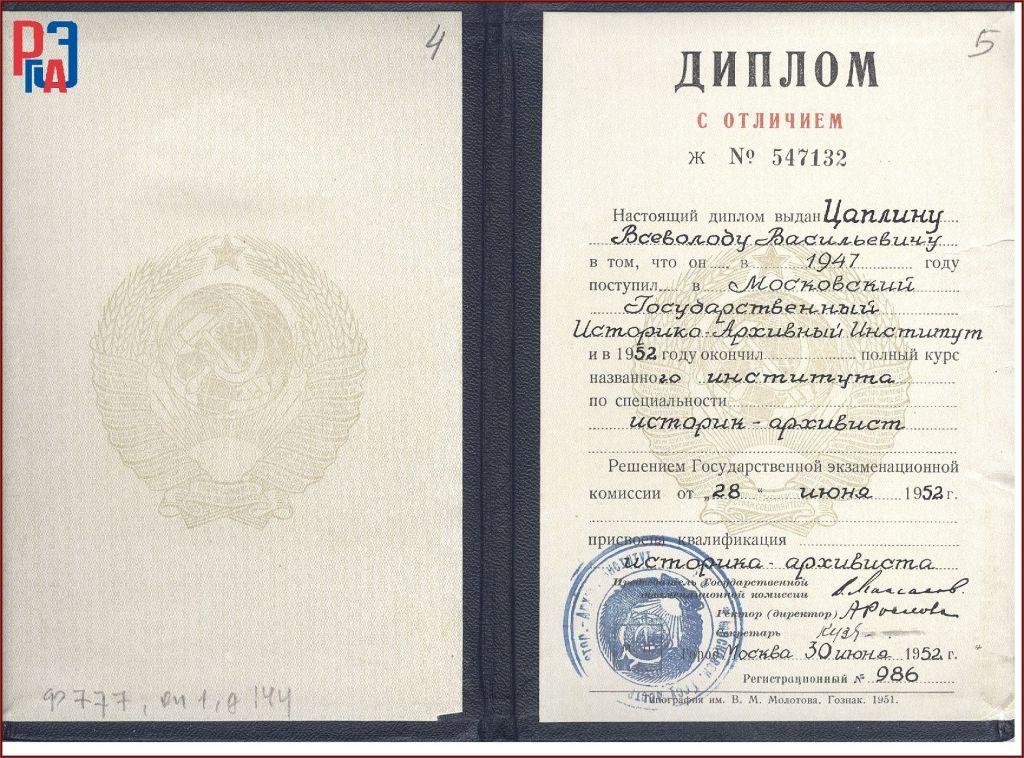 РГАЭ
4
Ф 777, оп 1, д 144
5
ДИПЛОМ
С ОТЛИЧИЕМ
Ж № 547132
Настоящий диплом выдан Цаплину
Всеволоду Васильевичу
в том, что он в 1947 году
поступил в Московский
Государственный
Историко-Архивный Институт
и в 1952 году окончил полный курс
названного института
по специальности
историк-архивист
Решением Государственной экзаменационной
комиссии от „28“ июня 1952 г.
присвоена квалификация
историка-архивиста
Председатель Государственной
экзаменационной комиссии
Ректор (директор)
Секретарь
Город Москва 30 июня 1952 г.
Регистрационный № 986
Типография им. В. М. Молотова. Гознак. 1951.